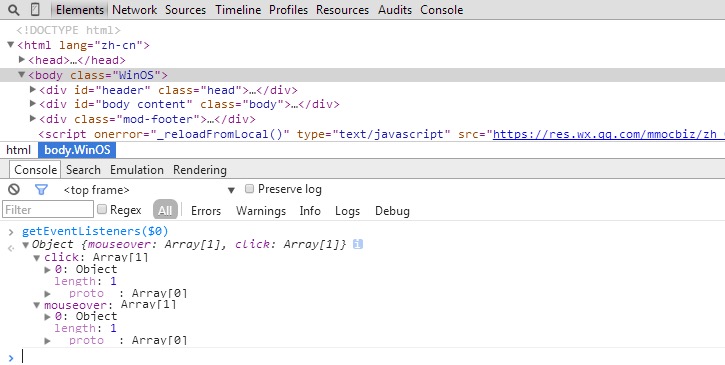 Elements Network Sources Timeline Profiles Resources Audits Console
<!DOCTYPE html>
<html lang="zh-cn">
<head>…</head>
<body class="WinOS">
<div id="header" class="head">…</div>
<div id="body content" class="body">…</div>
<div class="mod-footer">…</div>
<script onerror="_reloadFromLocal()" type="text/javascript" src="https://res.wx.qq.com/mmocbiz/zh
html body.WinOS
Console Search Emulation Rendering
<top frame> Preserve log
Filter Regex All Errors Warnings Info Logs Debug
getEventListeners($0)
Object {mouseover: Array[1], click: Array[1]}
click: Array[1]
0: Object
length: 1
proto : Array[0]
mouseover: Array[1]
0: Object
length: 1
proto : Array[0]